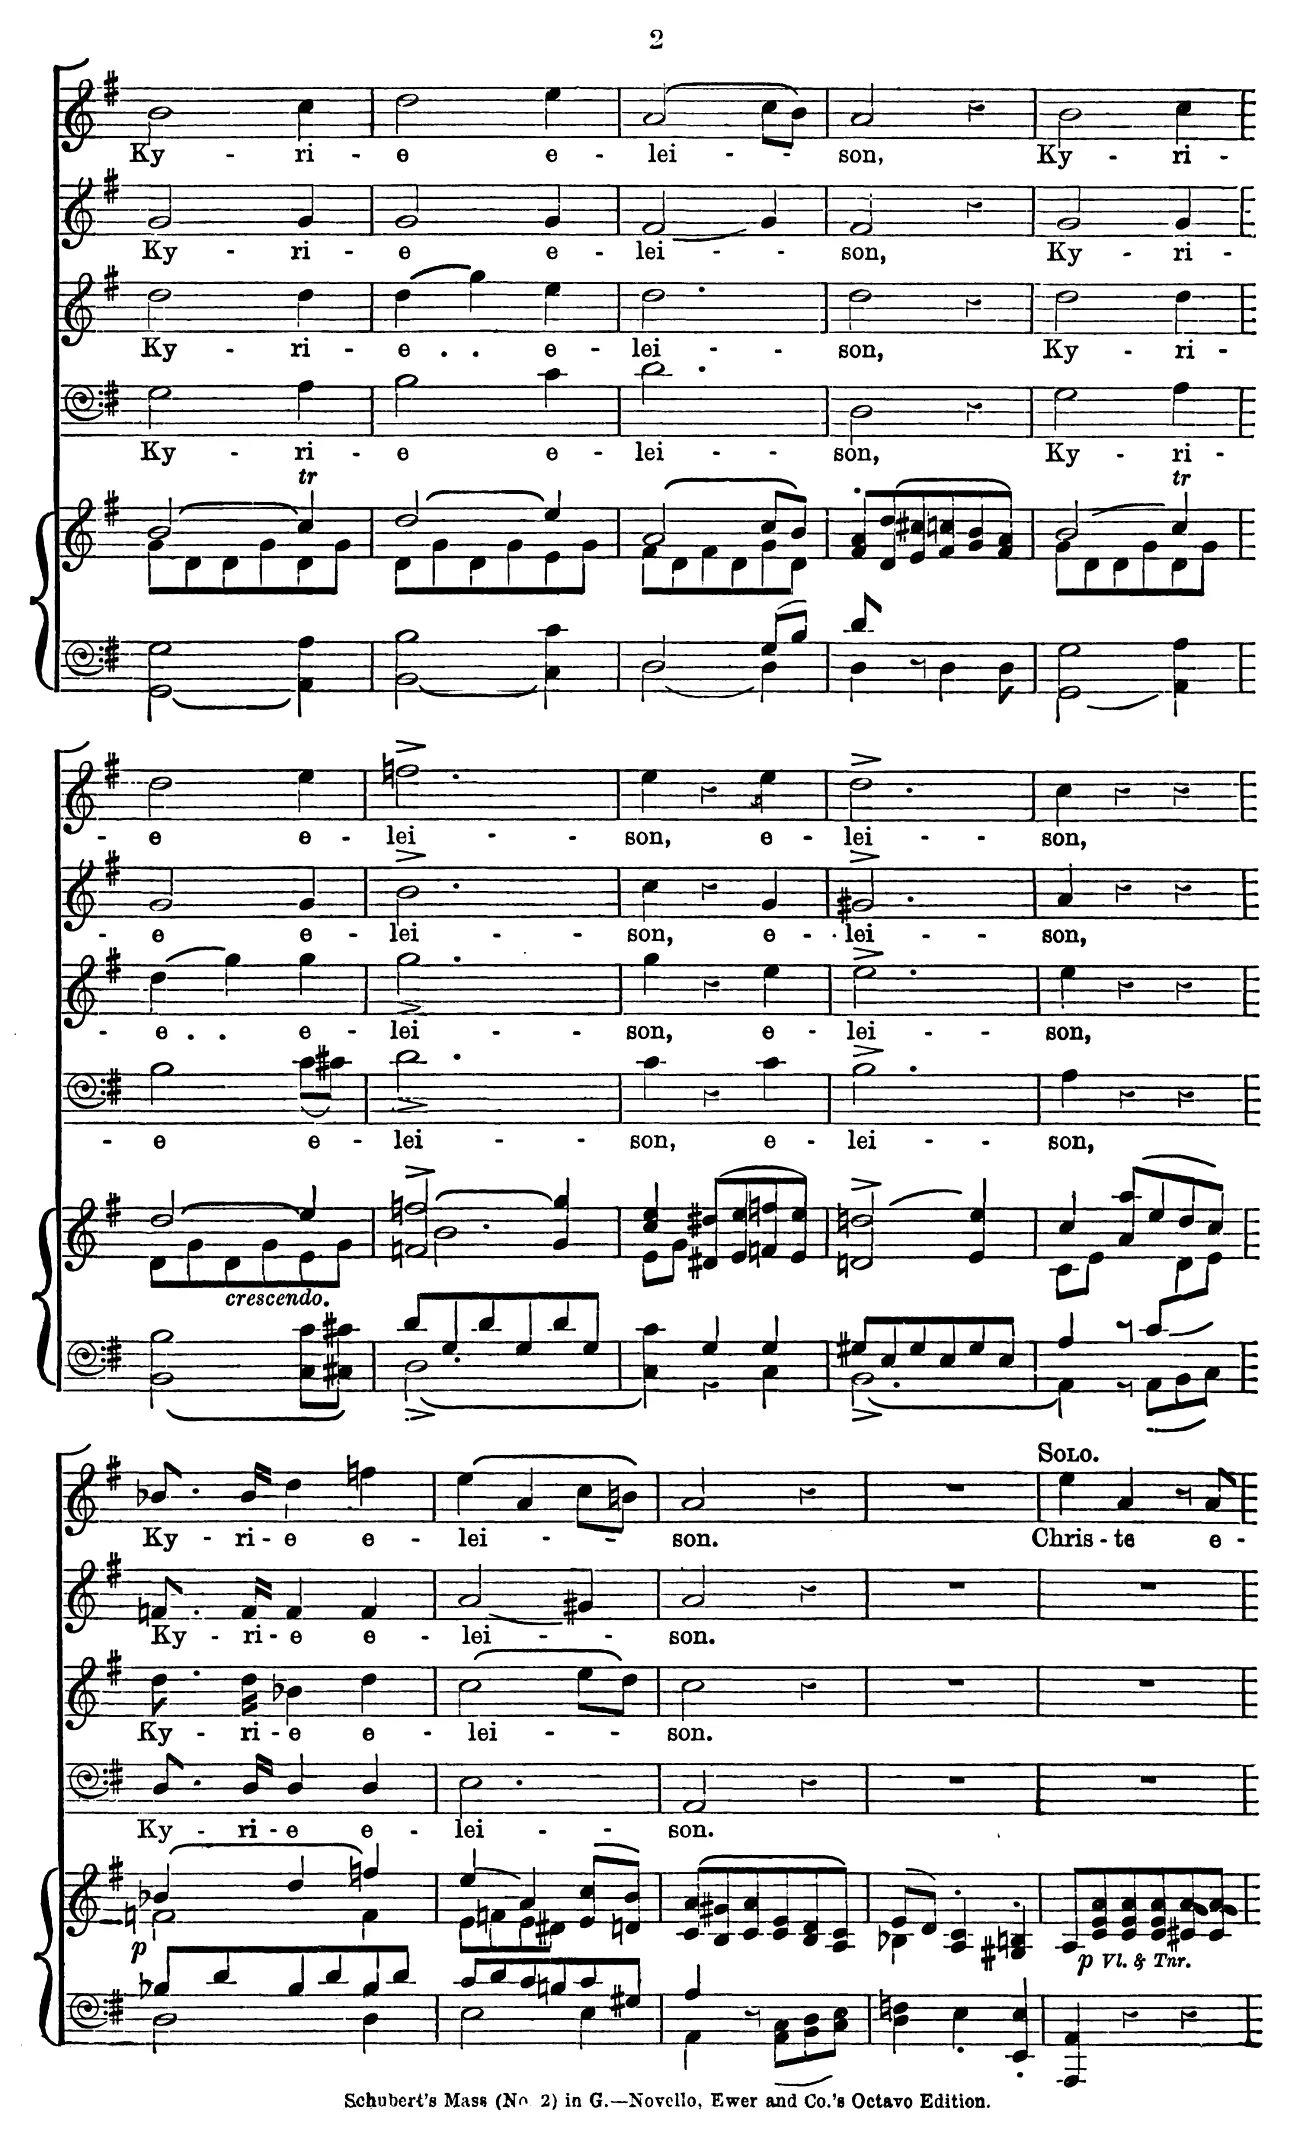 2
Ky - ri - e e - lei - - son, Ky - ri -
Ky - ri - e e - lei - - son, Ky - ri -
Ky - ri - e . . e - lei - - son, Ky - ri -
Ky - ri - e e - lei - - son, Ky - ri -
tr tr
- e e - lei - - son, e - lei - - son,
- e e - lei - - son, e - lei - - son,
- e . . e - lei - - son, e - lei - - son,
- e e - lei - - son, e - lei - - son,
crescendo.
SOLO.
Ky - ri - e e - lei - - son. Chris - te e -
Ky - ri - e e - lei - - son.
Ky - ri - e e - lei - - son.
Ky - ri - e e - lei - - son.
p
p Vl. & Tnr.
Schubert's Mass (No 2) in G.—Novello, Ewer and Co.'s Octavo Edition.